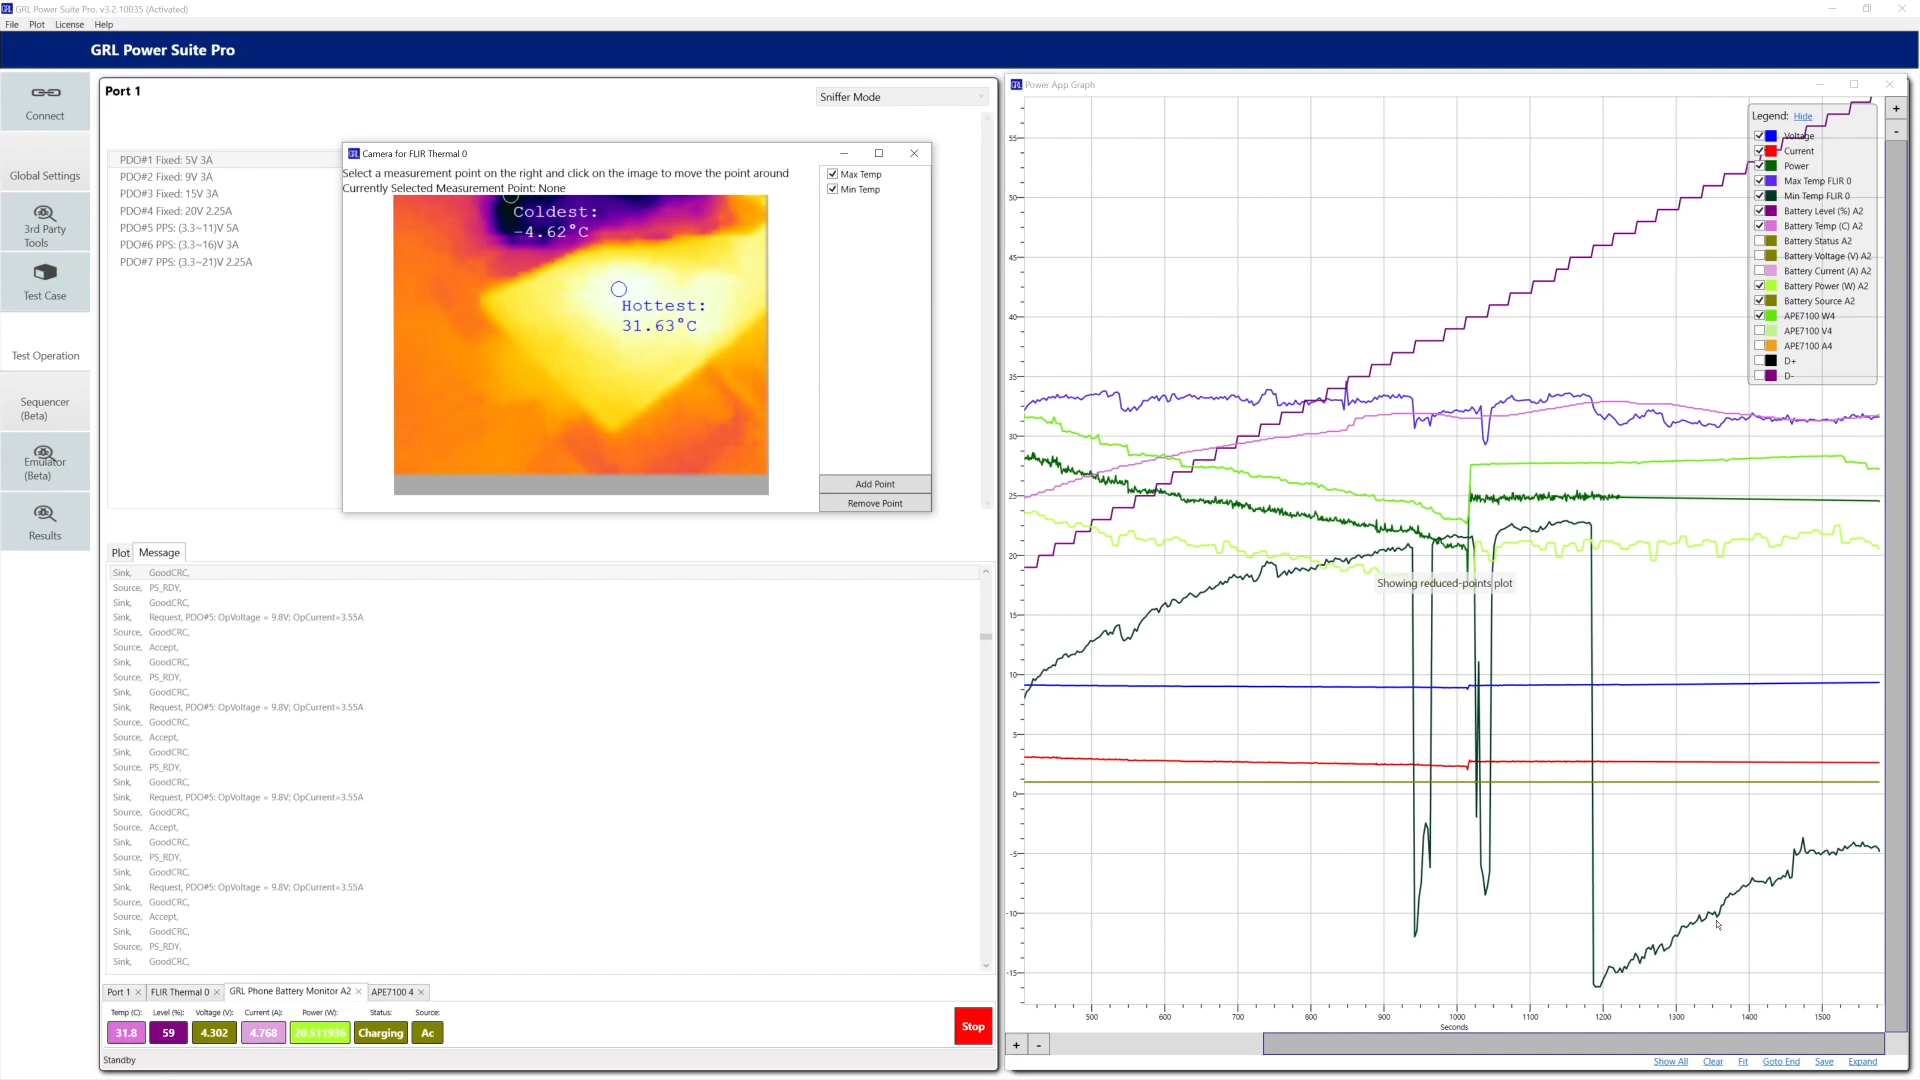 GRL Power Suite Pro. v3.2.10035 (Activated)
File Plot License Help
GRL Power Suite Pro
Connect
Global Settings
3rd Party
Tools
Test Case
Test Operation
Sequencer
(Beta)
Emulator
(Beta)
Results
Port 1
Sniffer Mode
PDO#1 Fixed: 5V 3A
PDO#2 Fixed: 9V 3A
PDO#3 Fixed: 15V 3A
PDO#4 Fixed: 20V 2.25A
PDO#5 PPS: (3.3~11)V 5A
PDO#6 PPS: (3.3~16)V 3A
PDO#7 PPS: (3.3~21)V 2.25A
GRL Camera for FLIR Thermal 0
Select a measurement point on the right and click on the image to move the point around
Currently Selected Measurement Point: None
Max Temp
Min Temp
Coldest:
-4.62°C
Hottest:
31.63°C
Add Point
Remove Point
Plot Message
Sink, GoodCRC,
Source, PS_RDY,
Sink, GoodCRC,
Sink, Request, PDO#5: OpVoltage = 9.8V; OpCurrent=3.55A
Source, GoodCRC,
Source, Accept,
Sink, GoodCRC,
Source, PS_RDY,
Sink, GoodCRC,
Sink, Request, PDO#5: OpVoltage = 9.8V; OpCurrent=3.55A
Source, GoodCRC,
Source, Accept,
Sink, GoodCRC,
Source, PS_RDY,
Sink, GoodCRC,
Sink, Request, PDO#5: OpVoltage = 9.8V; OpCurrent=3.55A
Source, GoodCRC,
Source, Accept,
Sink, GoodCRC,
Source, PS_RDY,
Sink, GoodCRC,
Sink, Request, PDO#5: OpVoltage = 9.8V; OpCurrent=3.55A
Source, GoodCRC,
Source, Accept,
Sink, GoodCRC,
Source, PS_RDY,
Sink, GoodCRC,
Port 1 FLIR Thermal 0 GRL Phone Battery Monitor A2 APE7100 4
Temp (C): Level (%): Voltage (V): Current (A): Power (W): Status: Source:
31.8 59 4.302 4.768 20.511936 Charging Ac
Stop
Standby
GRL Power App Graph
Legend: Hide
Voltage
Current
Power
Max Temp FLIR 0
Min Temp FLIR 0
Battery Level (%) A2
Battery Temp (C) A2
Battery Status A2
Battery Voltage (V) A2
Battery Current (A) A2
Battery Power (W) A2
Battery Source A2
APE7100 W4
APE7100 V4
APE7100 A4
D+
D-
55
50
45
40
35
30
25
20
15
10
5
0
-5
-10
-15
Showing reduced-points plot
500 600 700 800 900 1000 1100 1200 1300 1400 1500
Seconds
+ -
Show All Clear Fit Goto End Save Expand